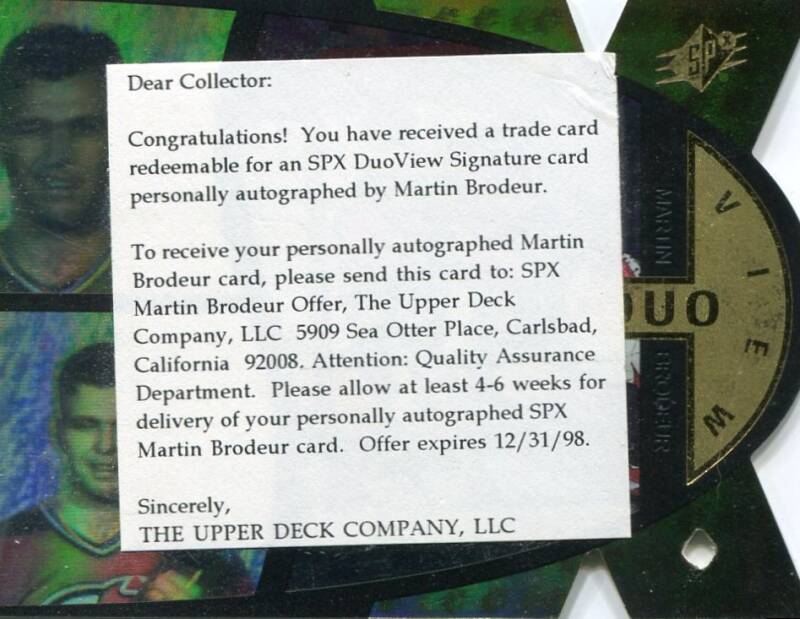 Dear Collector:
Congratulations! You have received a trade card
redeemable for an SPX DuoView Signature card
personally autographed by Martin Brodeur.
To receive your personally autographed Martin
Brodeur card, please send this card to: SPX
Martin Brodeur Offer, The Upper Deck
Company, LLC 5909 Sea Otter Place, Carlsbad,
California 92008. Attention: Quality Assurance
Department. Please allow at least 4-6 weeks for
delivery of your personally autographed SPX
Martin Brodeur card. Offer expires 12/31/98.
Sincerely,
THE UPPER DECK COMPANY, LLC
SPx
MARTIN
BRODEUR
DUO
VIEW